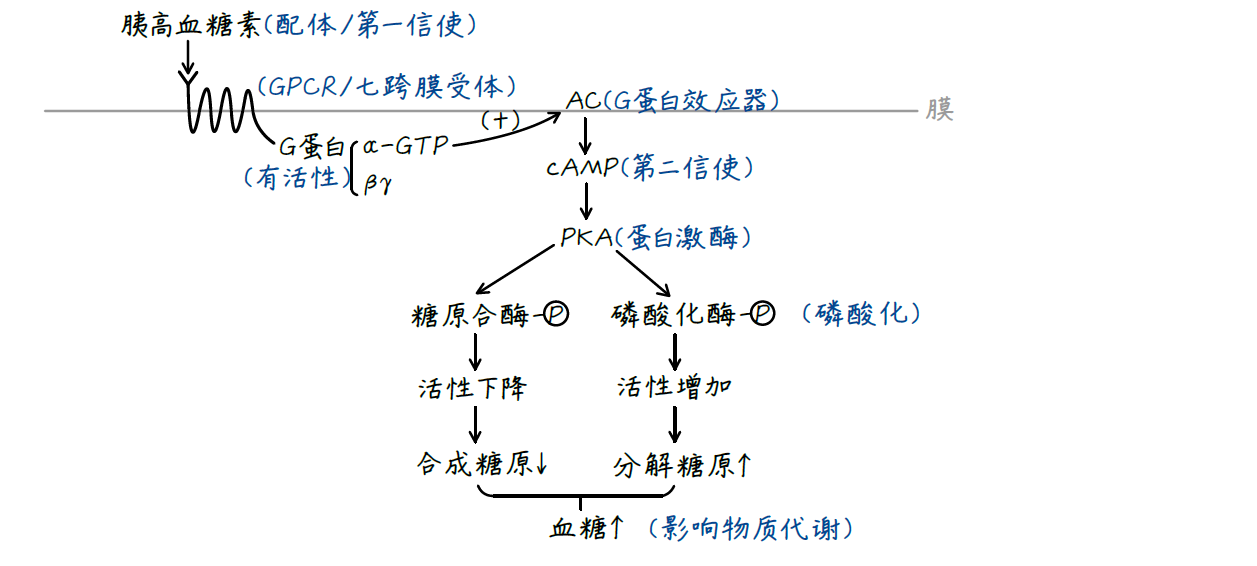 胰高血糖素(配体/第一信使)
(GPCR/七跨膜受体)
AC(G蛋白效应器)
膜
(+)
G蛋白 α-GTP
(有活性) βγ
cAMP(第二信使)
PKA(蛋白激酶)
糖原合酶-P 磷酸化酶-P (磷酸化)
活性下降 活性增加
合成糖原↓ 分解糖原↑
血糖↑ (影响物质代谢)